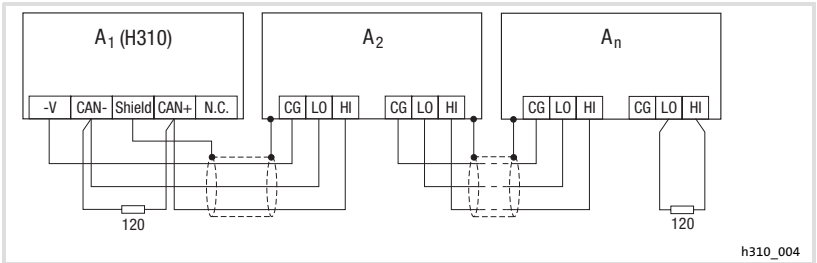 A1 (H310)
A2
An
-V CAN- Shield CAN+ N.C.
CG LO HI
CG LO HI
CG LO HI
CG LO HI
120
120
h310_004